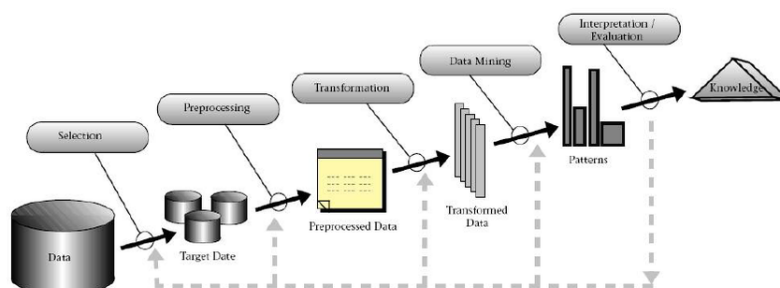 Interpretation /
Evaluation
Data Mining
Transformation
Preprocessing
Selection
Knowledge
Patterns
Transformed
Data
Preprocessed Data
Target Date
Data